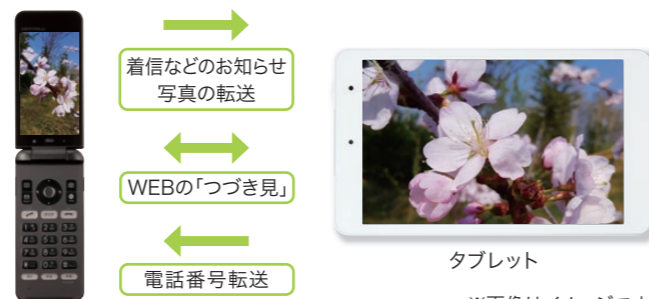 着信などのお知らせ
写真の転送
WEBの「つづき見」
電話番号転送
タブレット